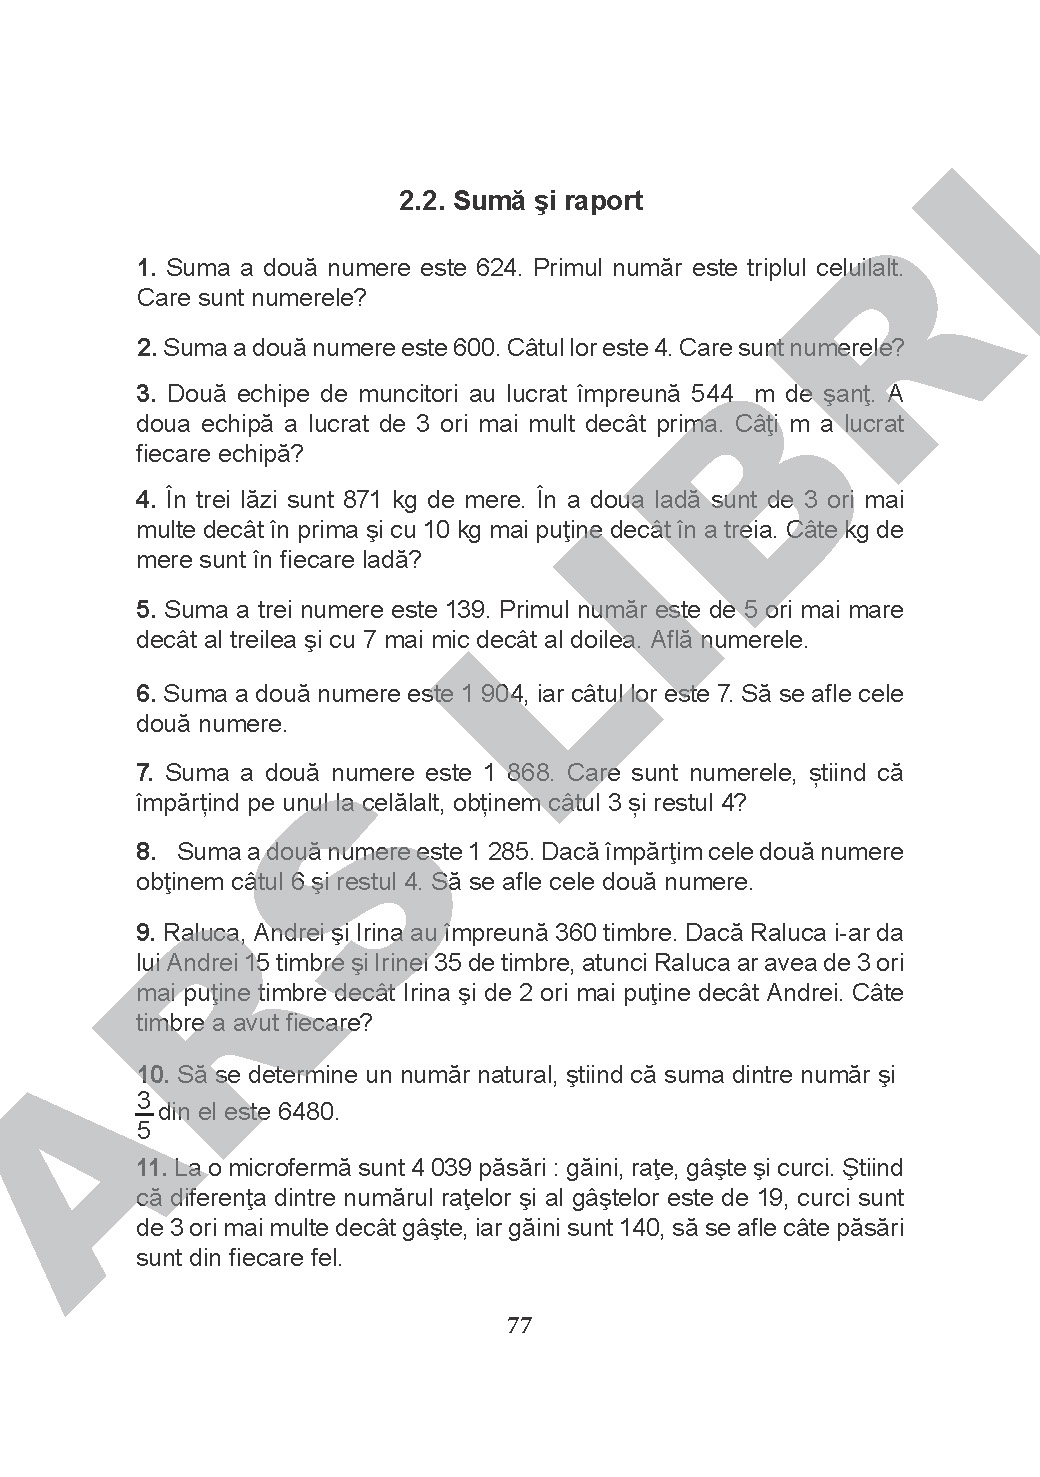 2.2. Sumă şi raport
1. Suma a două numere este 624. Primul număr este triplul celuilalt.
Care sunt numerele?
2. Suma a două numere este 600. Câtul lor este 4. Care sunt numerele?
3. Două echipe de muncitori au lucrat împreună 544 m de şanţ. A
doua echipă a lucrat de 3 ori mai mult decât prima. Câţi m a lucrat
fiecare echipă?
4. În trei lăzi sunt 871 kg de mere. În a doua ladă sunt de 3 ori mai
multe decât în prima şi cu 10 kg mai puţine decât în a treia. Câte kg de
mere sunt în fiecare ladă?
5. Suma a trei numere este 139. Primul număr este de 5 ori mai mare
decât al treilea şi cu 7 mai mic decât al doilea. Află numerele.
6. Suma a două numere este 1 904, iar câtul lor este 7. Să se afle cele
două numere.
7. Suma a două numere este 1 868. Care sunt numerele, știind că
împărțind pe unul la celălalt, obținem câtul 3 și restul 4?
8. Suma a două numere este 1 285. Dacă împărţim cele două numere
obţinem câtul 6 şi restul 4. Să se afle cele două numere.
9. Raluca, Andrei şi Irina au împreună 360 timbre. Dacă Raluca i-ar da
lui Andrei 15 timbre şi Irinei 35 de timbre, atunci Raluca ar avea de 3 ori
mai puţine timbre decât Irina şi de 2 ori mai puţine decât Andrei. Câte
timbre a avut fiecare?
10. Să se determine un număr natural, ştiind că suma dintre număr şi
3/5 din el este 6480.
11. La o microfermă sunt 4 039 păsări : găini, raţe, gâşte şi curci. Ştiind
că diferenţa dintre numărul raţelor şi al gâştelor este de 19, curci sunt
de 3 ori mai multe decât gâşte, iar găini sunt 140, să se afle câte păsări
sunt din fiecare fel.
77
ARS LIBRI